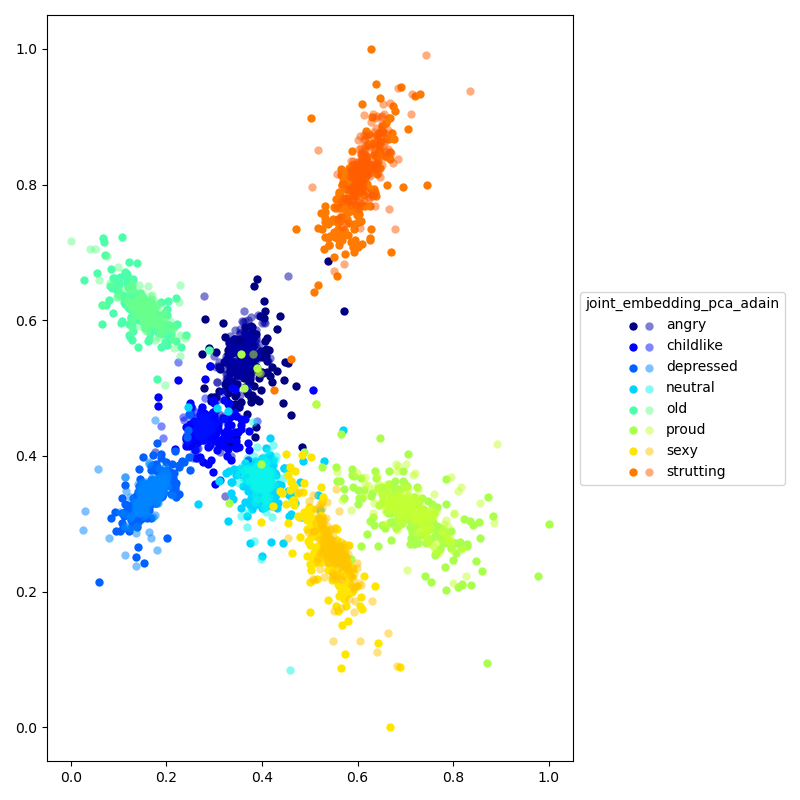 1.0
0.8
0.6
0.4
0.2
0.0
0.0 0.2 0.4 0.6 0.8 1.0
joint_embedding_pca_adain
angry
childlike
depressed
neutral
old
proud
sexy
strutting